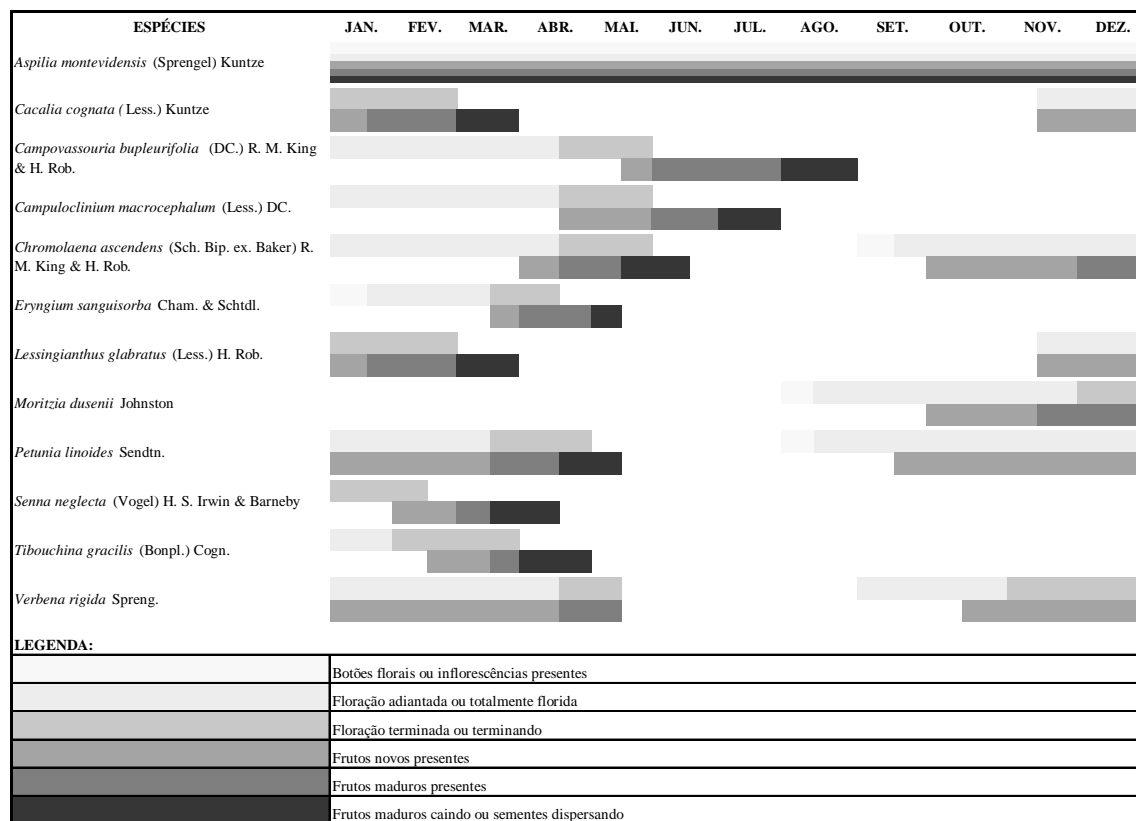 ESPÉCIES JAN. FEV. MAR. ABR. MAI. JUN. JUL. AGO. SET. OUT. NOV. DEZ.
Aspilia montevidensis (Sprengel) Kuntze
Cacalia cognata ( Less.) Kuntze
Campovassouria bupleurifolia (DC.) R. M. King
& H. Rob.
Campuloclinium macrocephalum (Less.) DC.
Chromolaena ascendens (Sch. Bip. ex. Baker) R.
M. King & H. Rob.
Eryngium sanguisorba Cham. & Schtdl.
Lessingianthus glabratus (Less.) H. Rob.
Moritzia dusenii Johnston
Petunia linoides Sendtn.
Senna neglecta (Vogel) H. S. Irwin & Barneby
Tibouchina gracilis (Bonpl.) Cogn.
Verbena rigida Spreng.
LEGENDA:
Botões florais ou inflorescências presentes
Floração adiantada ou totalmente florida
Floração terminada ou terminando
Frutos novos presentes
Frutos maduros presentes
Frutos maduros caindo ou sementes dispersando